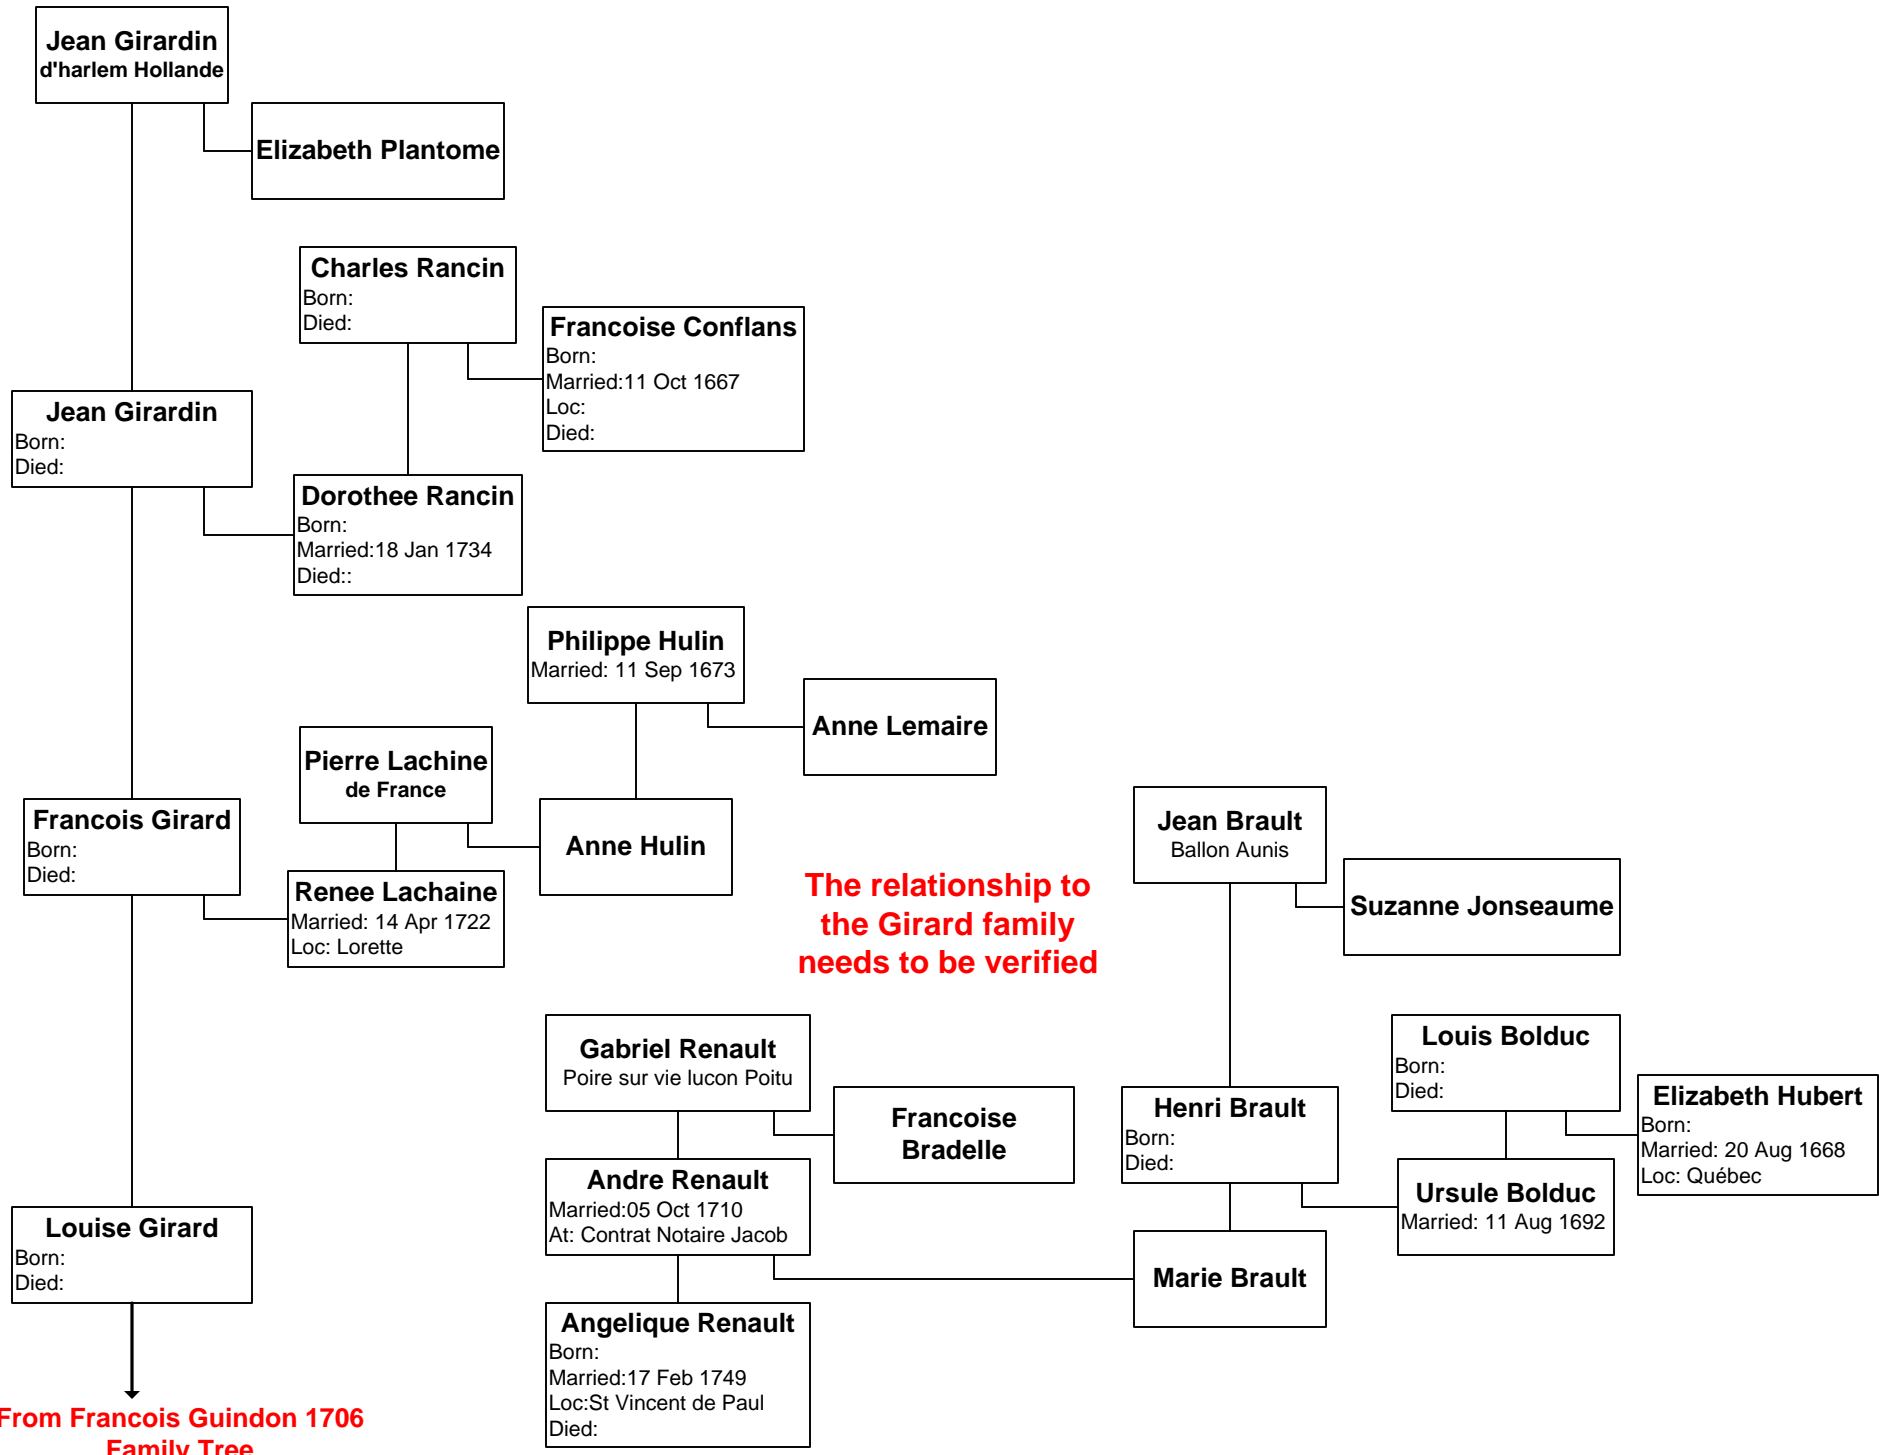 Jean Girardin
d'harlem Hollande
Elizabeth Plantome
Charles Rancin
Born:
Died:
Francoise Conflans
Born:
Married:11 Oct 1667
Loc:
Died:
Jean Girardin
Born:
Died:
Dorothee Rancin
Born:
Married:18 Jan 1734
Died::
Philippe Hulin
Married: 11 Sep 1673
Anne Lemaire
Pierre Lachine
de France
Anne Hulin
Francois Girard
Born:
Died:
Renee Lachaine
Married: 14 Apr 1722
Loc: Lorette
The relationship to
the Girard family
needs to be verified
Jean Brault
Ballon Aunis
Suzanne Jonseaume
Gabriel Renault
Poire sur vie lucon Poitu
Francoise
Bradelle
Henri Brault
Born:
Died:
Louis Bolduc
Born:
Died:
Elizabeth Hubert
Born:
Married: 20 Aug 1668
Loc: Québec
Andre Renault
Married:05 Oct 1710
At: Contrat Notaire Jacob
Ursule Bolduc
Married: 11 Aug 1692
Louise Girard
Born:
Died:
Marie Brault
Angelique Renault
Born:
Married:17 Feb 1749
Loc:St Vincent de Paul
Died:
From Francois Guindon 1706
Family Tree